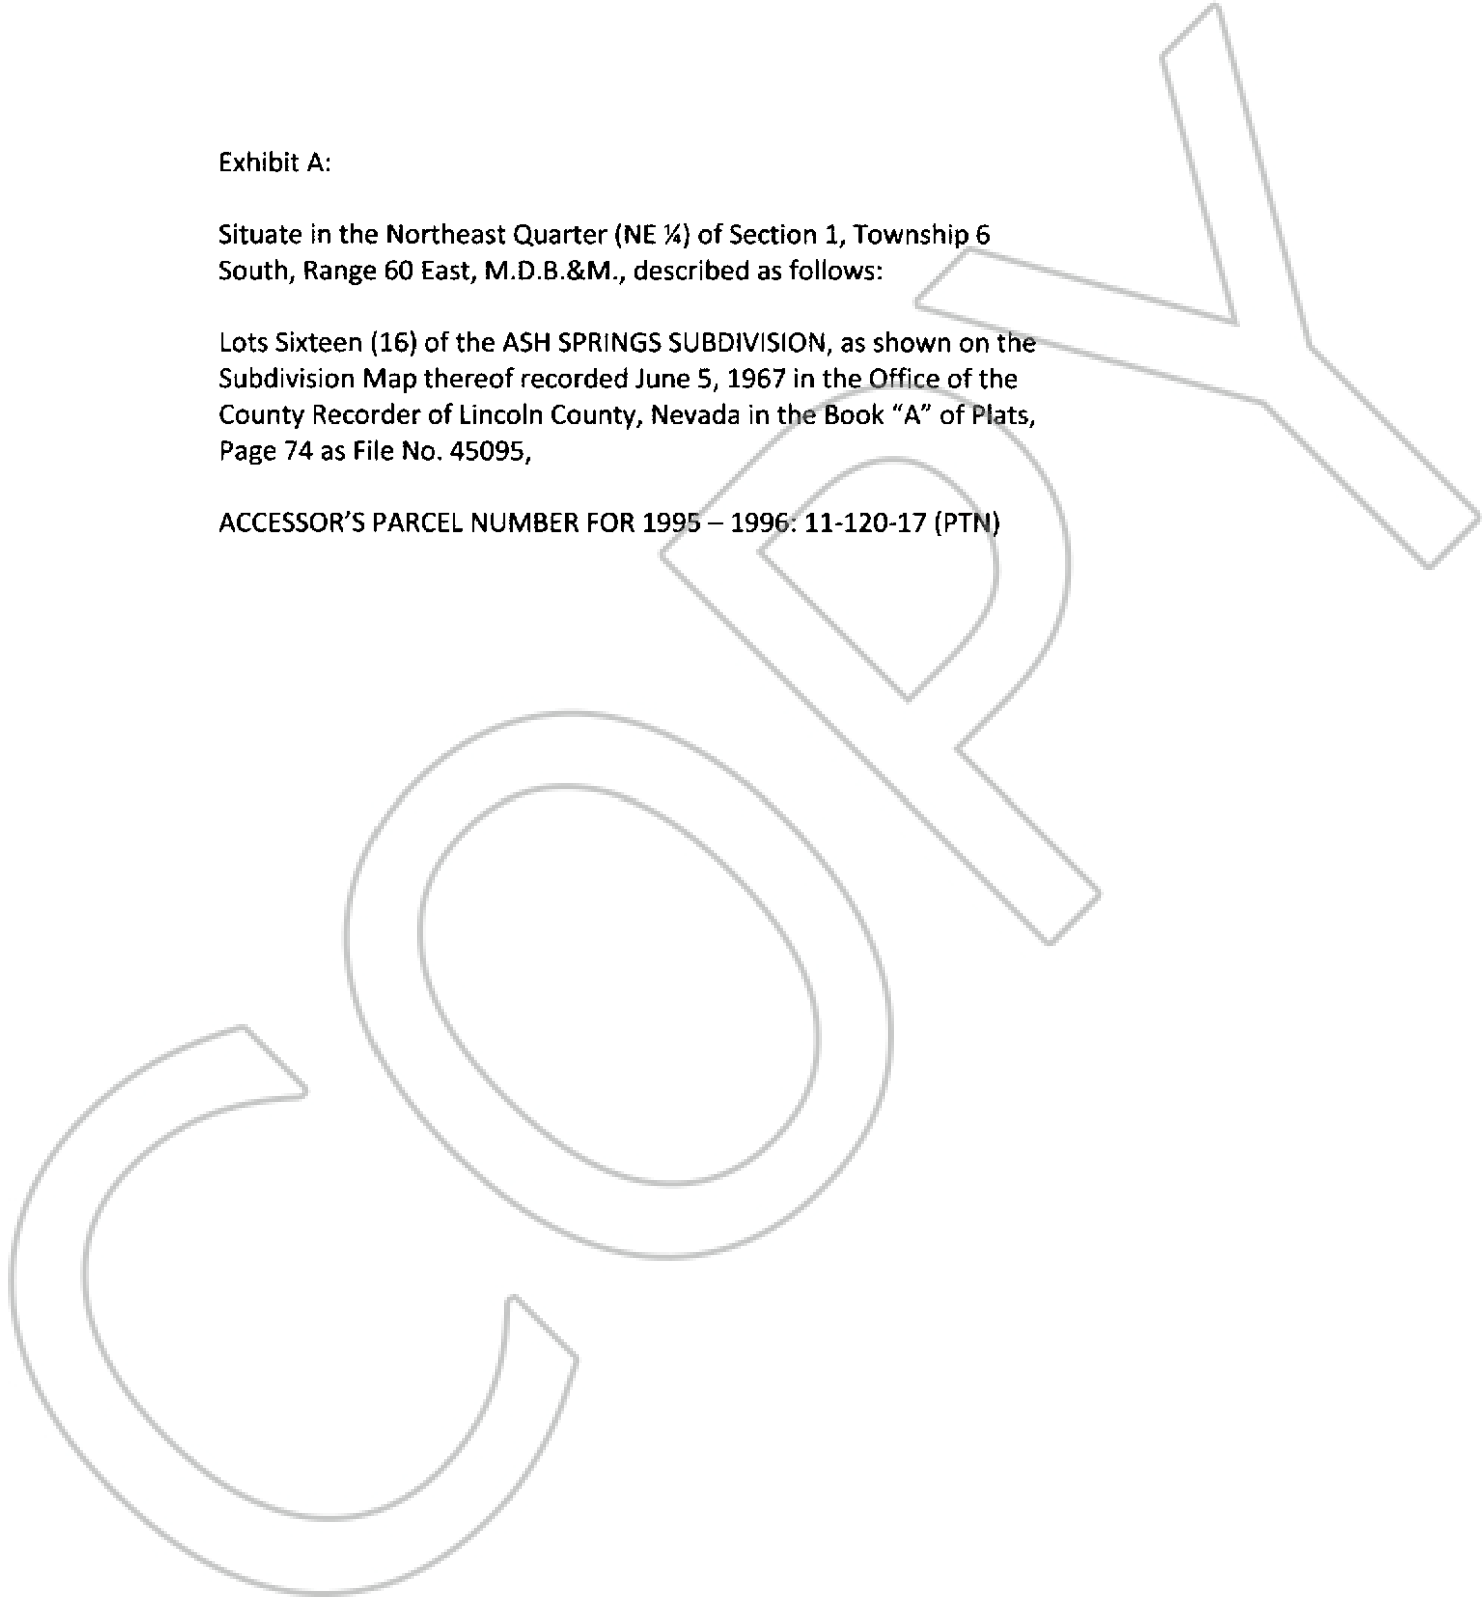 Exhibit A:
Situate in the Northeast Quarter (NE ¼) of Section 1, Township 6
South, Range 60 East, M.D.B.&M., described as follows:
Lots Sixteen (16) of the ASH SPRINGS SUBDIVISION, as shown on the
Subdivision Map thereof recorded June 5, 1967 in the Office of the
County Recorder of Lincoln County, Nevada in the Book “A” of Plats,
Page 74 as File No. 45095,
ACCESSOR’S PARCEL NUMBER FOR 1995 – 1996: 11-120-17 (PTN)
COPY